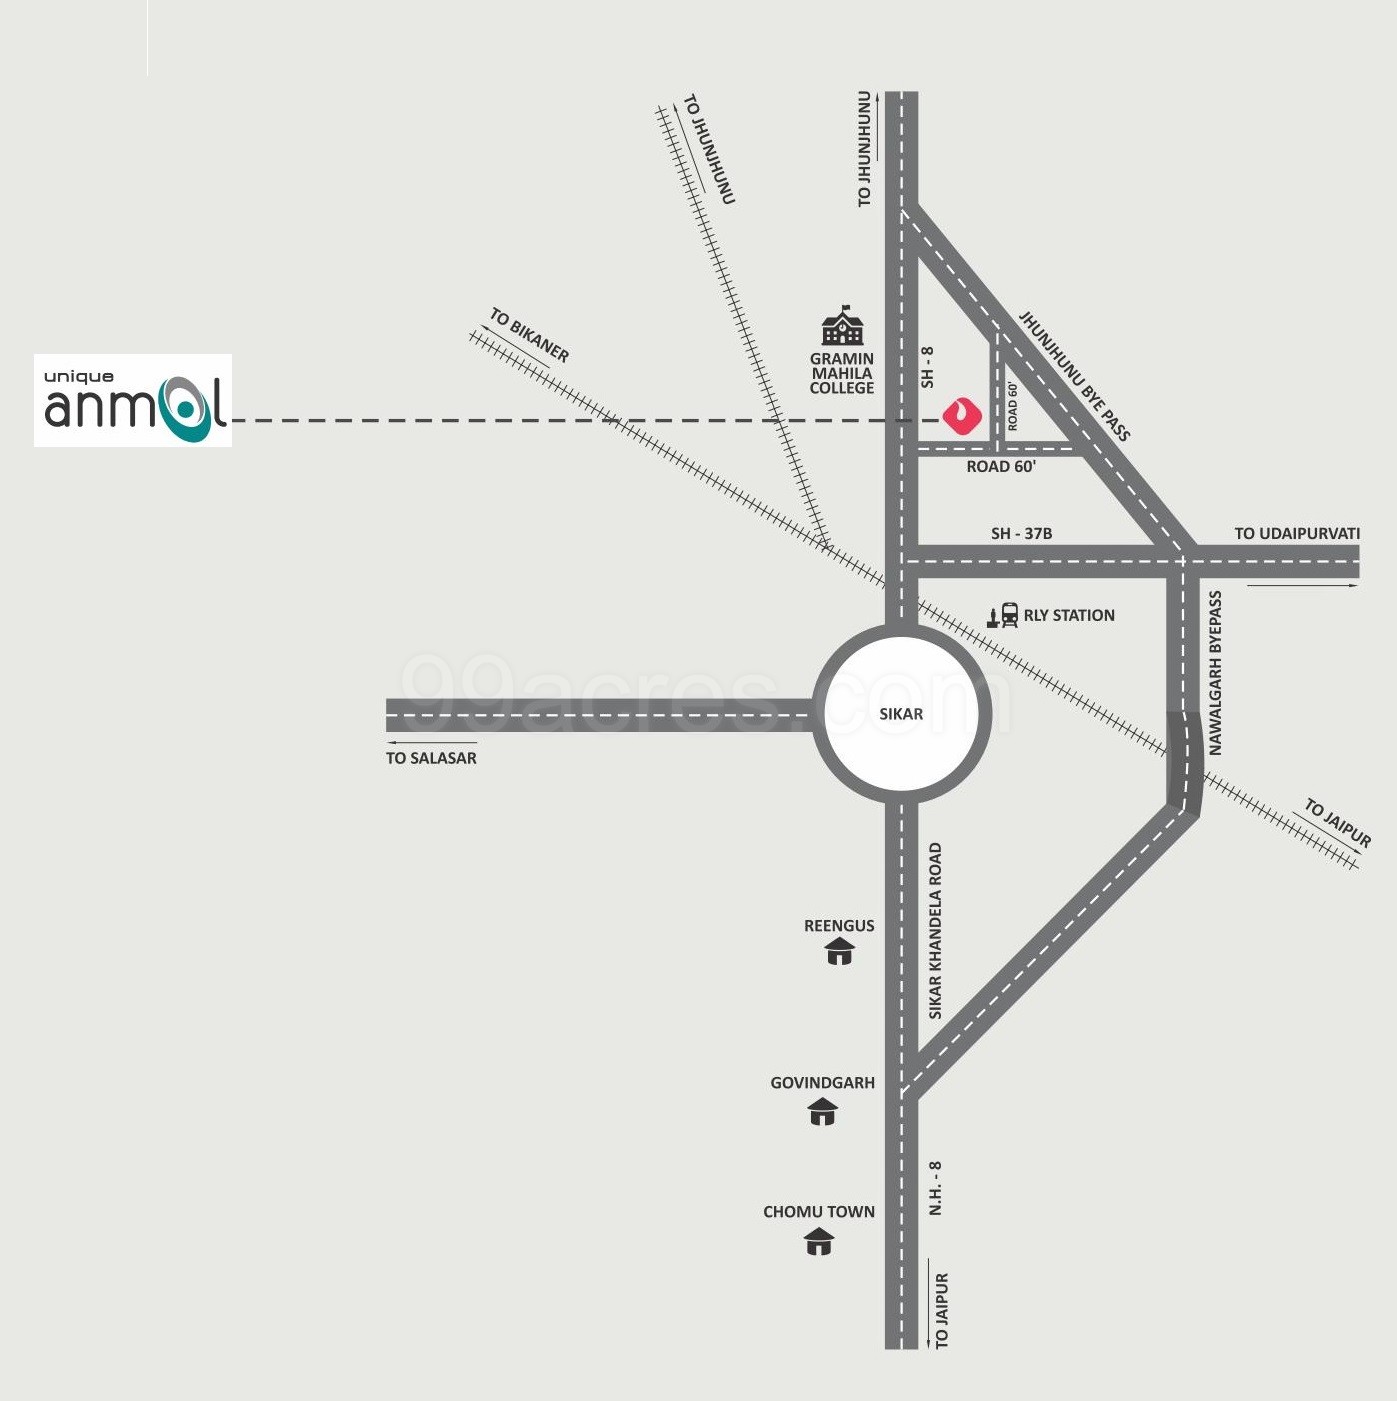 TO JHUNJHUNU
TO JHUNJHUNU
TO BIKANER
unique
anmol
GRAMIN
MAHILA
COLLEGE
SH - 8
ROAD 60'
JHUNJHUNU BYE PASS
ROAD 60'
SH - 37B
TO UDAIPURVATI
RLY STATION
NAWALGARH BYEPASS
99acres.com
SIKAR
TO SALASAR
TO JAIPUR
SIKAR KHANDELA ROAD
REENGUS
GOVINDGARH
N.H. - 8
CHOMU TOWN
TO JAIPUR